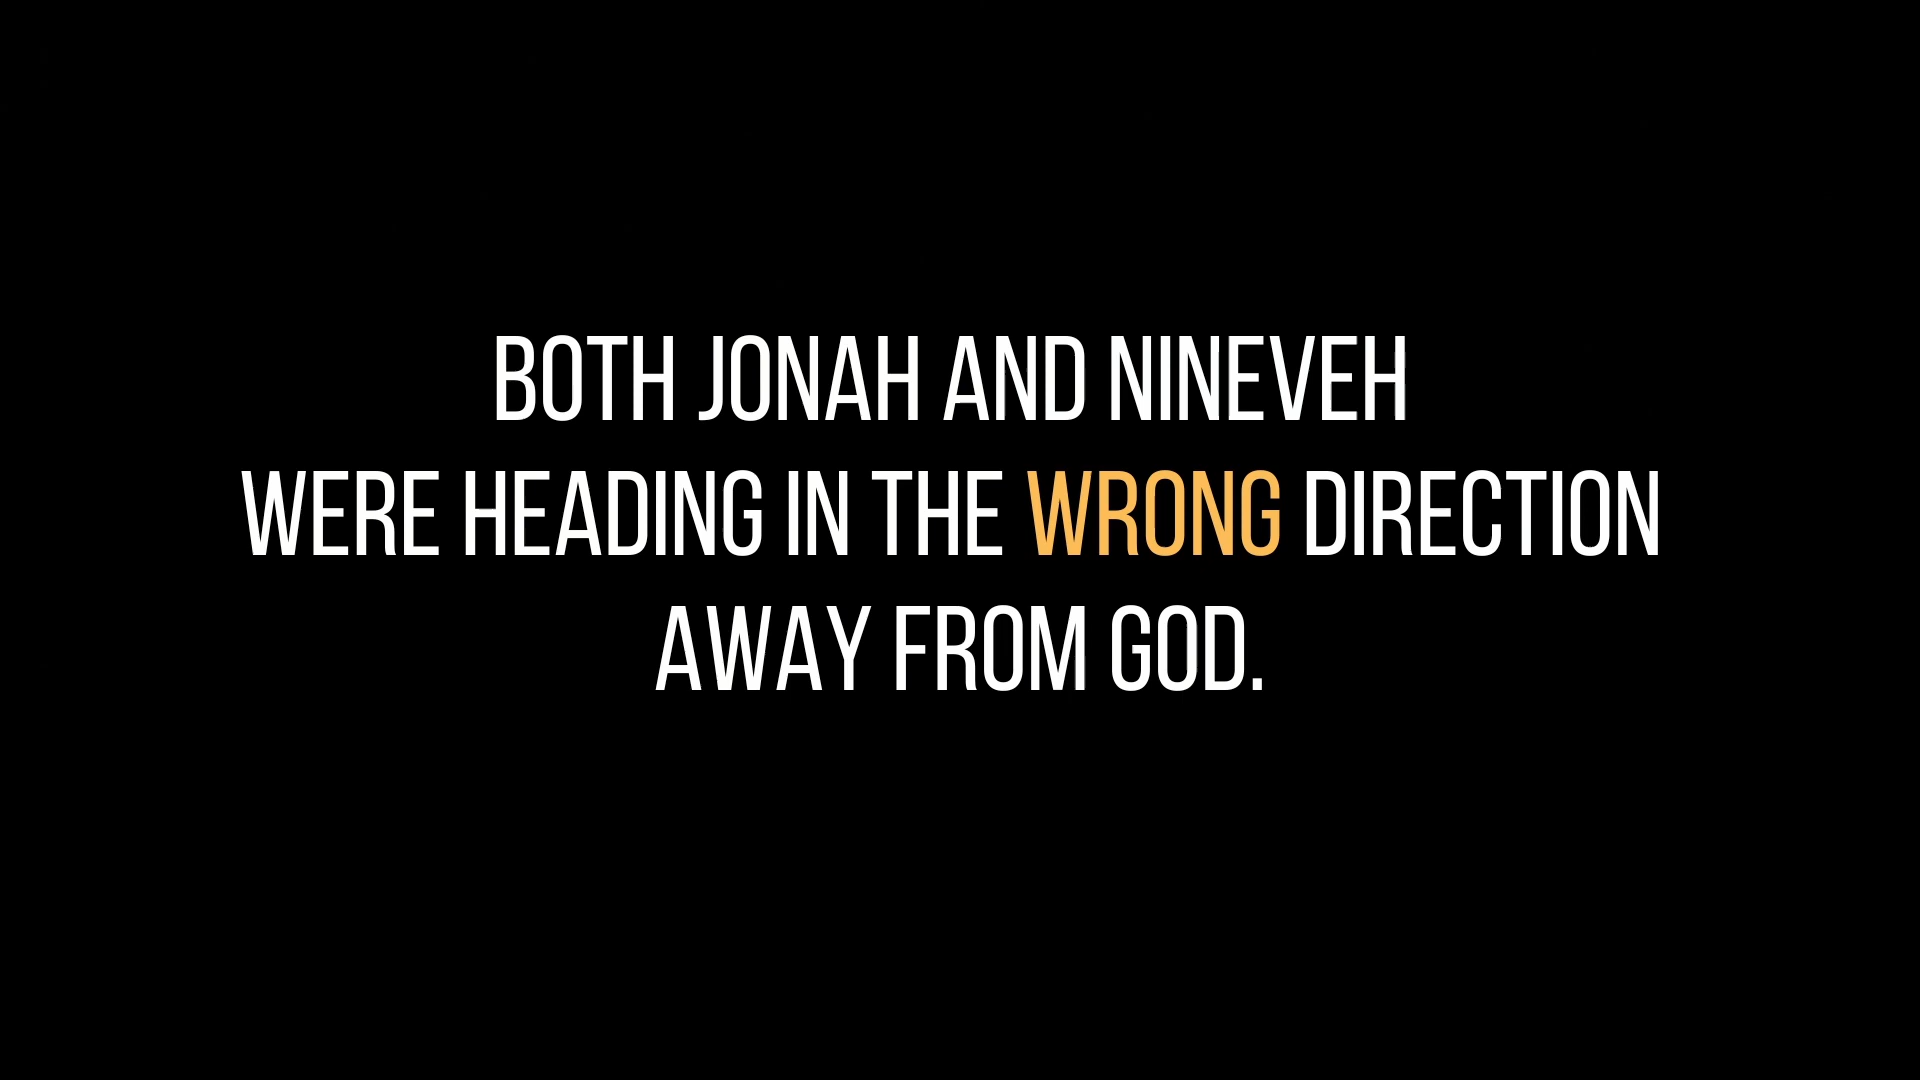 BOTH JONAH AND NINEVEH
WERE HEADING IN THE WRONG DIRECTION
AWAY FROM GOD.